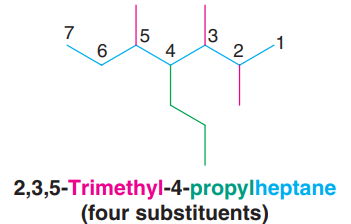 7 5 3 1
6 4 2
2,3,5-Trimethyl-4-propylheptane
(four substituents)